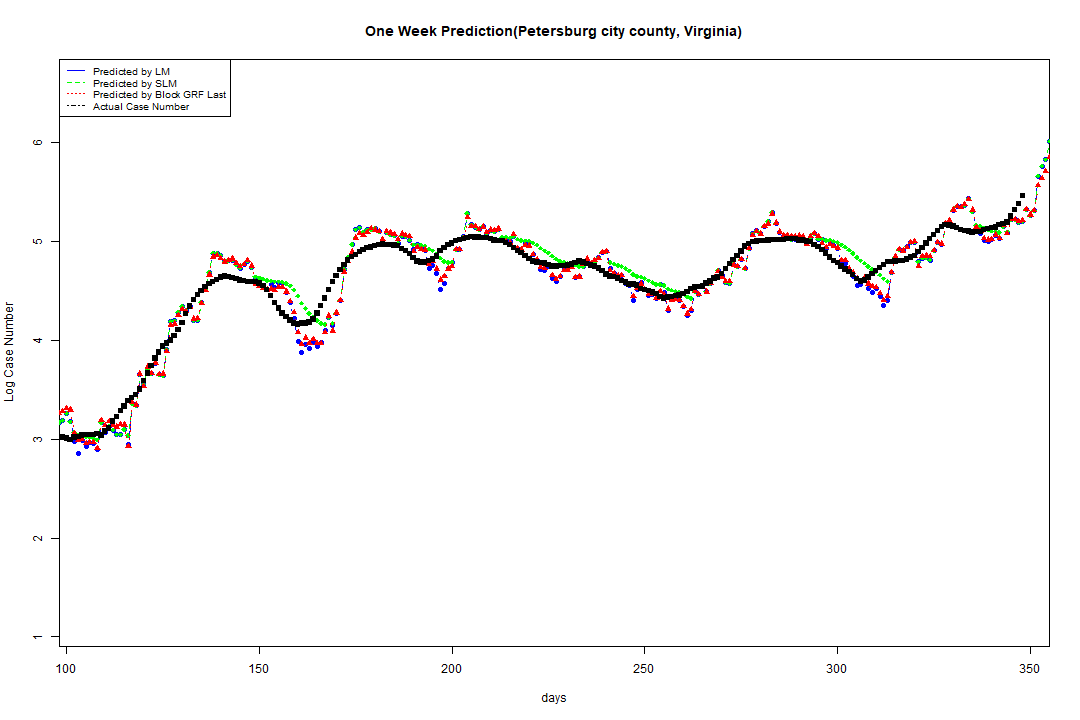 One Week Prediction(Petersburg city county, Virginia)
Predicted by LM
Predicted by SLM
Predicted by Block GRF Last
Actual Case Number
6
5
4
3
2
1
Log Case Number
100 150 200 250 300 350
days